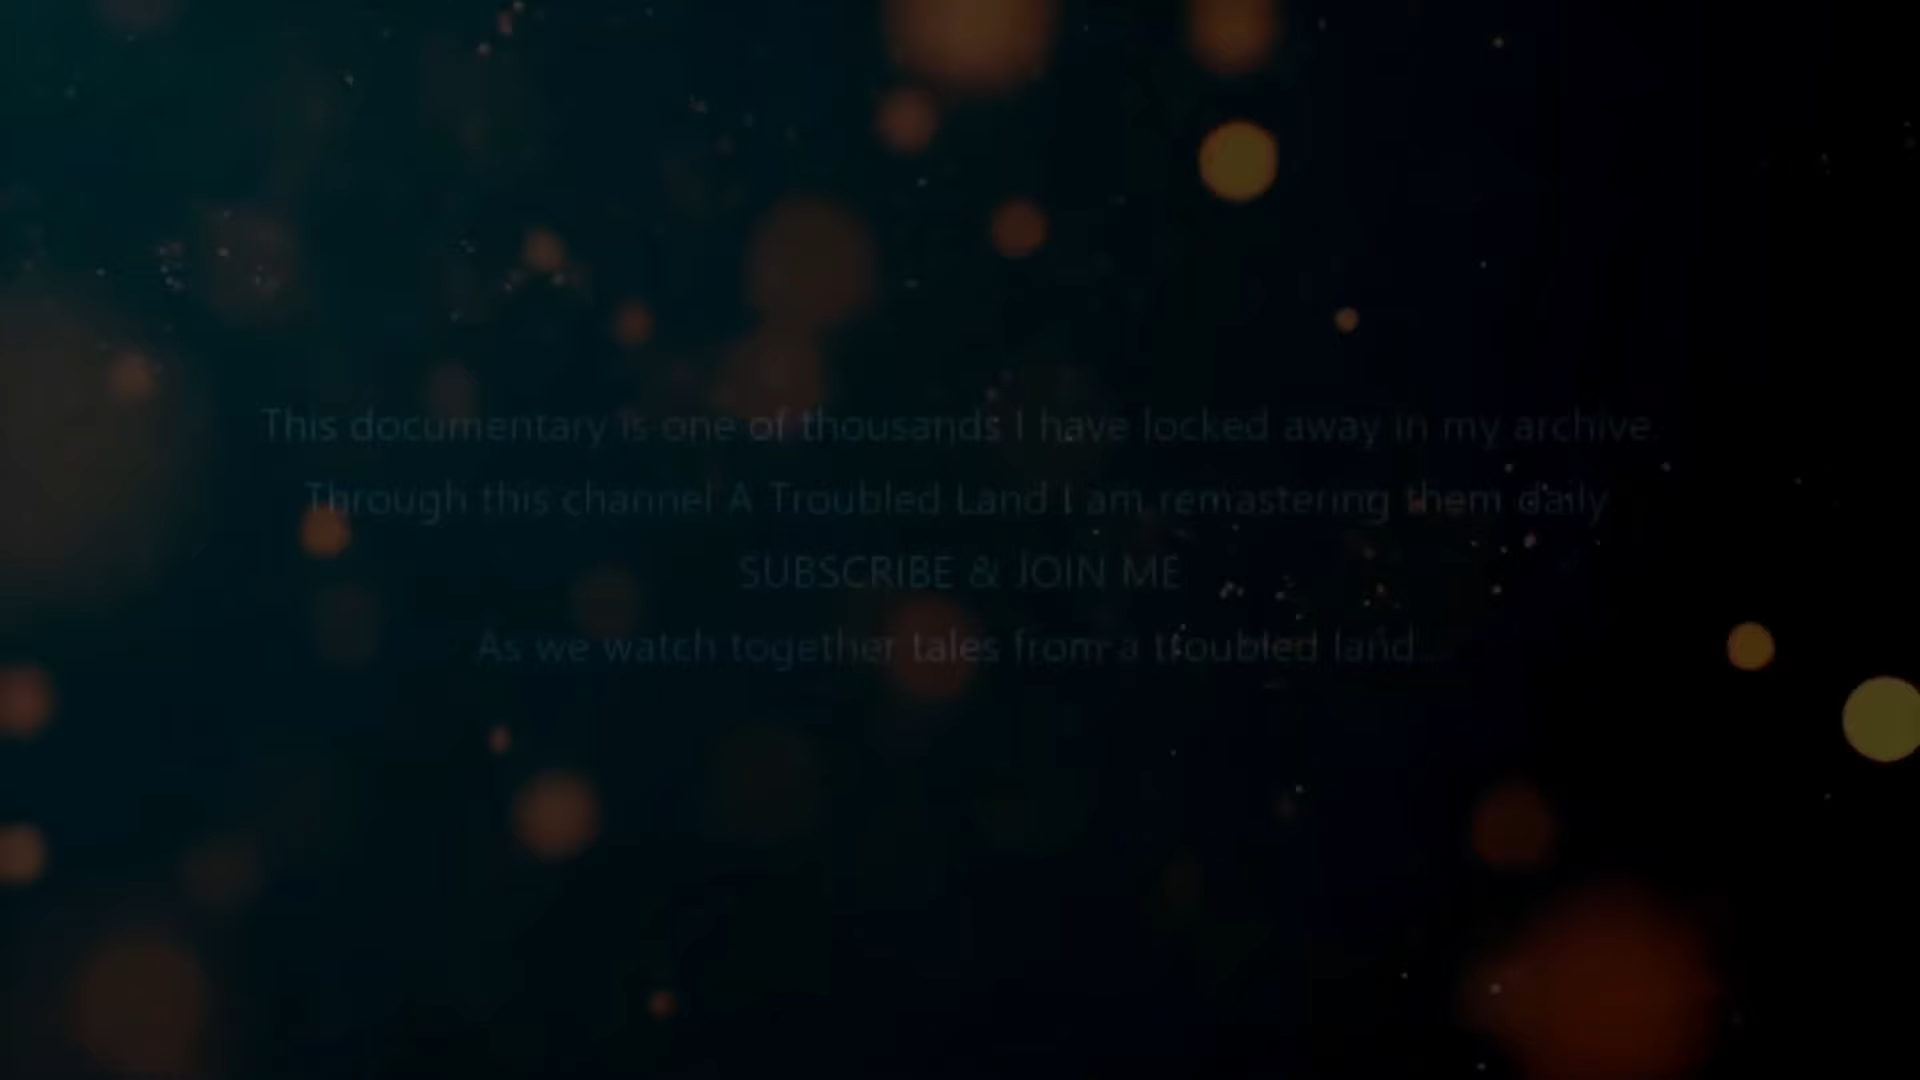 This documentary is one of thousands I have locked away in my archive.
Through this channel A Troubled Land I am remastering them daily
SUBSCRIBE & JOIN ME
As we watch together tales from a troubled land...